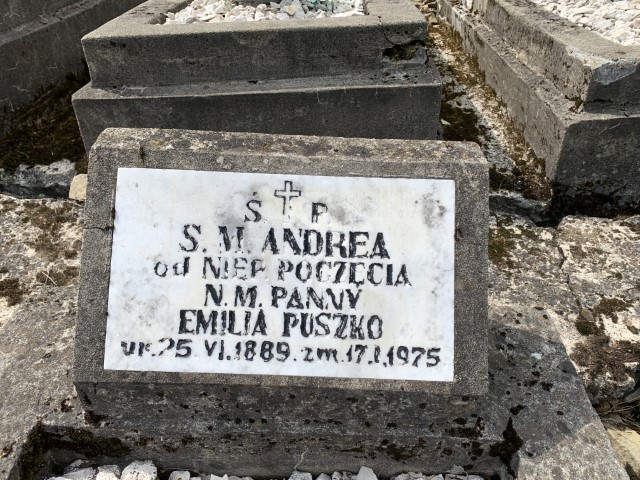 Ś P
S. M. ANDREA
od NIEP POCZĘCIA
N. M. PANNY
EMILIA PUSZKO
ur. 25 VI. 1889. zm. 17. I. 1975